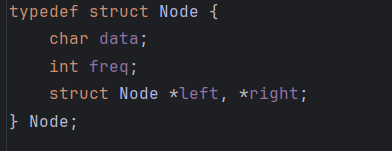 typedef struct Node {
    char data;
    int freq;
    struct Node *left, *right;
} Node;